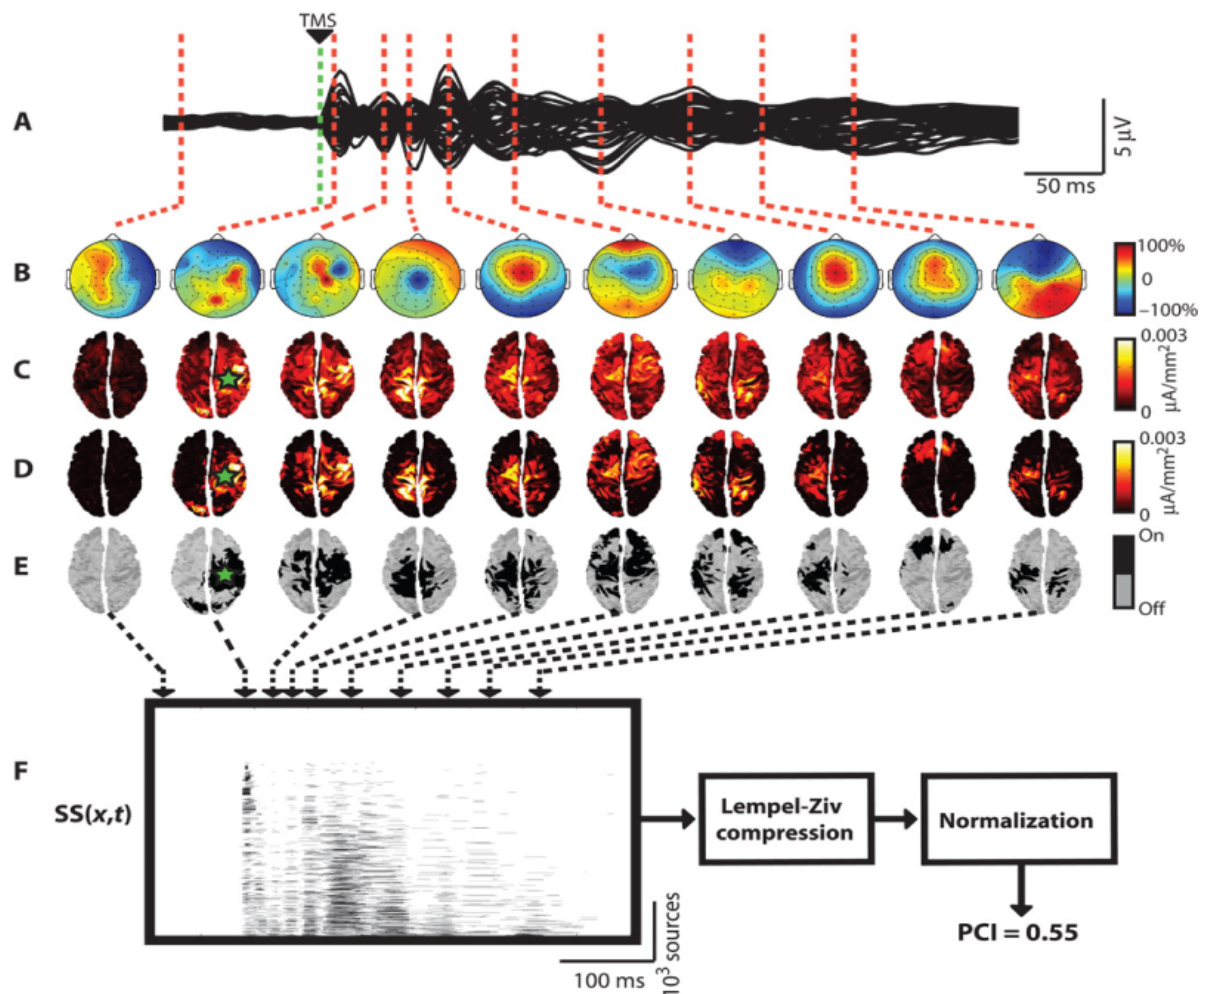 TMS
A
5 μV
50 ms
B
100%
0
−100%
C
0.003
0
μA/mm²
D
0.003
0
μA/mm²
E
On
Off
F
SS(x,t)
Lempel-Ziv
compression
Normalization
PCI = 0.55
100 ms
10³ sources